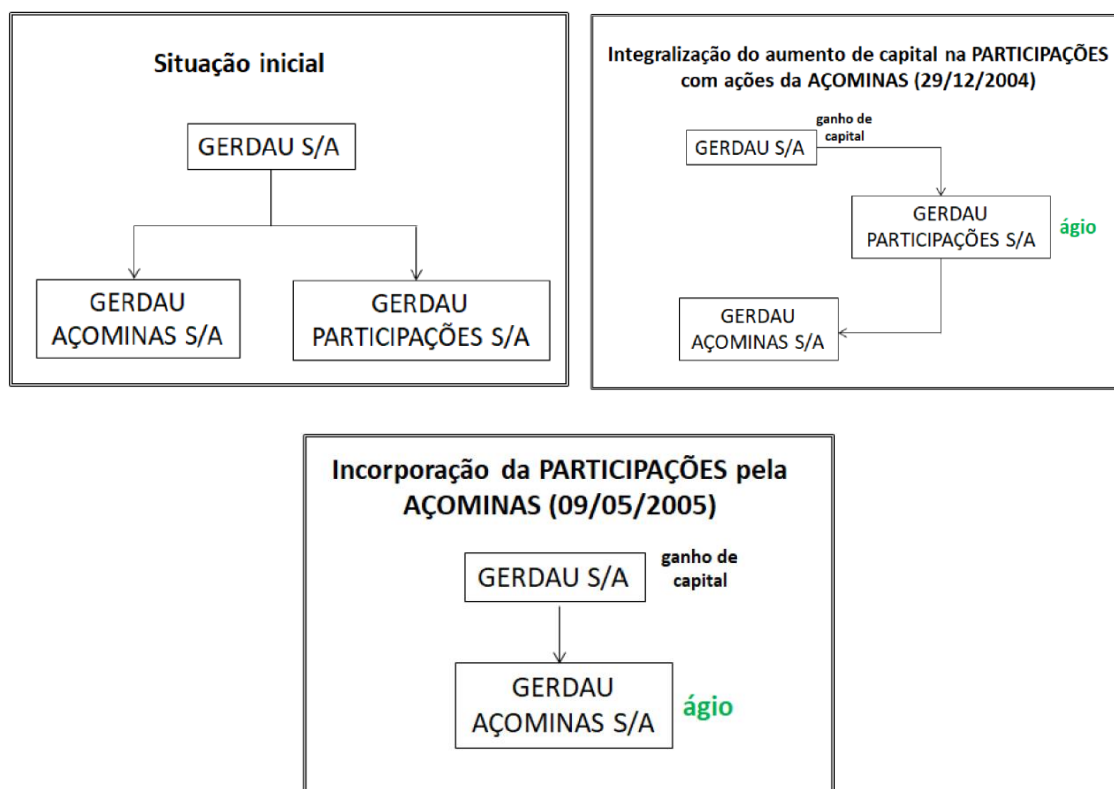 Situação inicial
GERDAU S/A
GERDAU
AÇOMINAS S/A
GERDAU
PARTICIPAÇÕES S/A
Integralização do aumento de capital na PARTICIPAÇÕES
com ações da AÇOMINAS (29/12/2004)
GERDAU S/A
ganho de
capital
GERDAU
PARTICIPAÇÕES S/A
ágio
GERDAU
AÇOMINAS S/A
Incorporação da PARTICIPAÇÕES pela
AÇOMINAS (09/05/2005)
GERDAU S/A
ganho de
capital
GERDAU
AÇOMINAS S/A
ágio